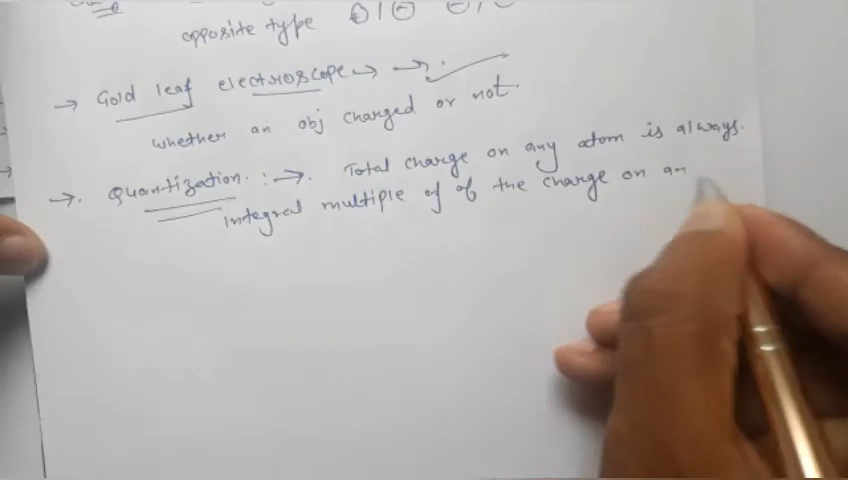 opposite type ⊕ / ⊖
→ Gold leaf electroscope → →.
whether an obj charged or not.
→. Quantization : →. Total charge on any atom is always.
Integral multiple of of the charge on an